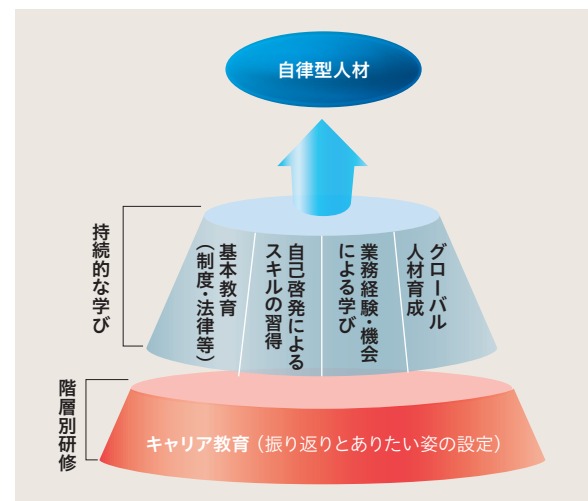 自律型人材
持続的な学び
基本教育
（制度・法律等）
自己啓発による
スキルの習得
業務経験・機会
による学び
グローバル
人材育成
階層別研修
キャリア教育（振り返りとありたい姿の設定）